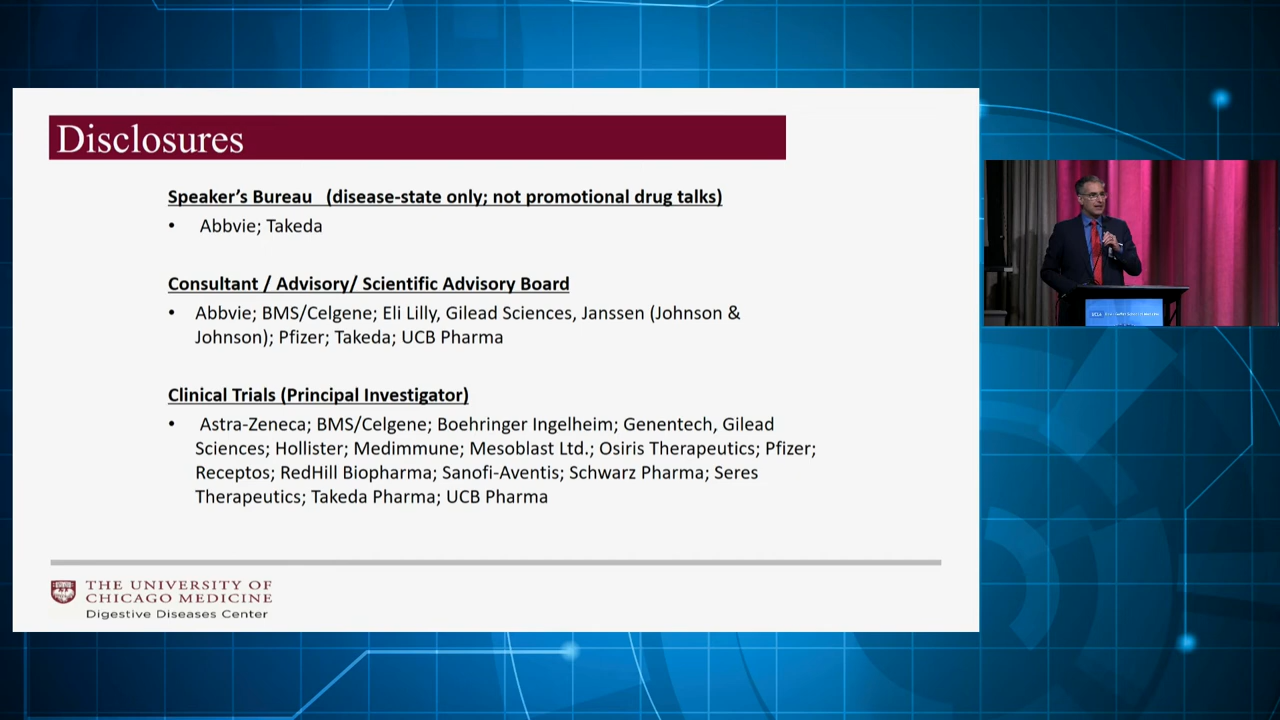 Disclosures
Speaker's Bureau (disease-state only; not promotional drug talks)
• Abbvie; Takeda
Consultant / Advisory/ Scientific Advisory Board
• Abbvie; BMS/Celgene; Eli Lilly, Gilead Sciences, Janssen (Johnson &
Johnson); Pfizer; Takeda; UCB Pharma
Clinical Trials (Principal Investigator)
• Astra-Zeneca; BMS/Celgene; Boehringer Ingelheim; Genentech, Gilead
Sciences; Hollister; Medimmune; Mesoblast Ltd.; Osiris Therapeutics; Pfizer;
Receptos; RedHill Biopharma; Sanofi-Aventis; Schwarz Pharma; Seres
Therapeutics; Takeda Pharma; UCB Pharma
THE UNIVERSITY OF
CHICAGO MEDICINE
Digestive Diseases Center
UCLA